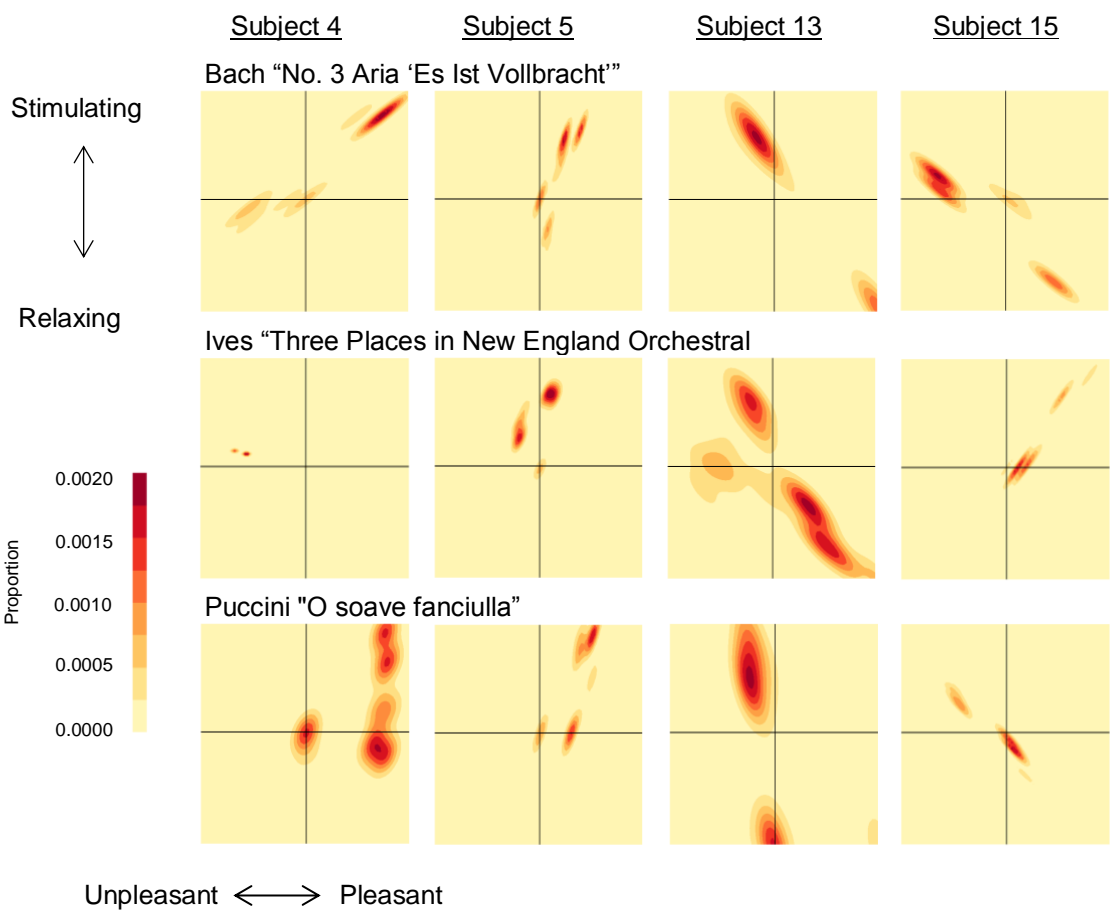 Subject 4 Subject 5 Subject 13 Subject 15
Bach “No. 3 Aria ‘Es Ist Vollbracht’”
Stimulating
Relaxing
Ives “Three Places in New England Orchestral
Proportion
0.0020
0.0015
0.0010
0.0005
0.0000
Puccini "O soave fanciulla”
Unpleasant Pleasant